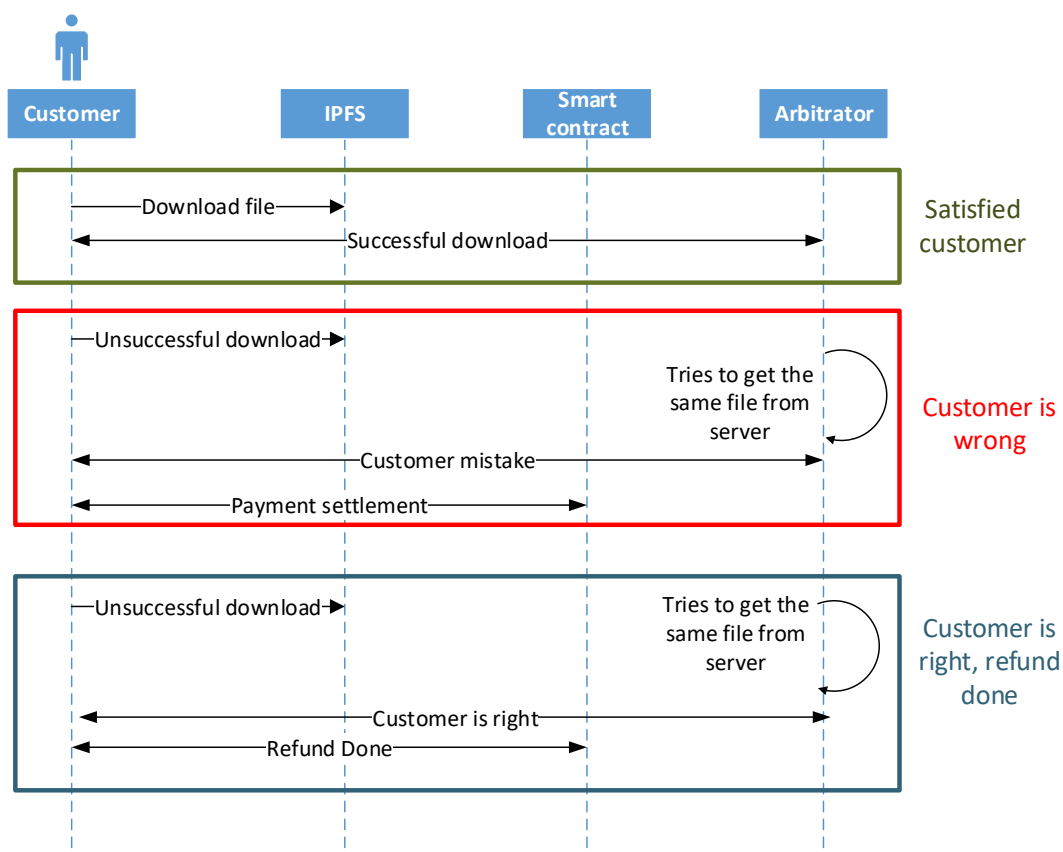 Customer
IPFS
Smart
contract
Arbitrator
Download file
Successful download
Satisfied
customer
Unsuccessful download
Tries to get the
same file from
server
Customer mistake
Payment settlement
Customer is
wrong
Unsuccessful download
Tries to get the
same file from
server
Customer is right
Refund Done
Customer is
right, refund
done